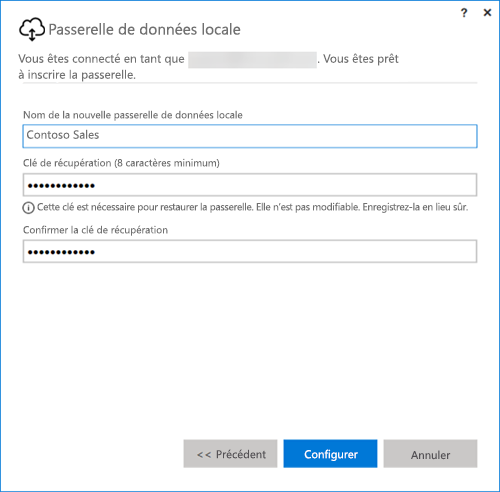 ? ×
Passerelle de données locale
Vous êtes connecté en tant que . Vous êtes prêt
à inscrire la passerelle.
Nom de la nouvelle passerelle de données locale
Contoso Sales
Clé de récupération (8 caractères minimum)
••••••••••••
Cette clé est nécessaire pour restaurer la passerelle. Elle n'est pas modifiable. Enregistrez-la en lieu sûr.
Confirmer la clé de récupération
••••••••••••
<< Précédent Configurer Annuler